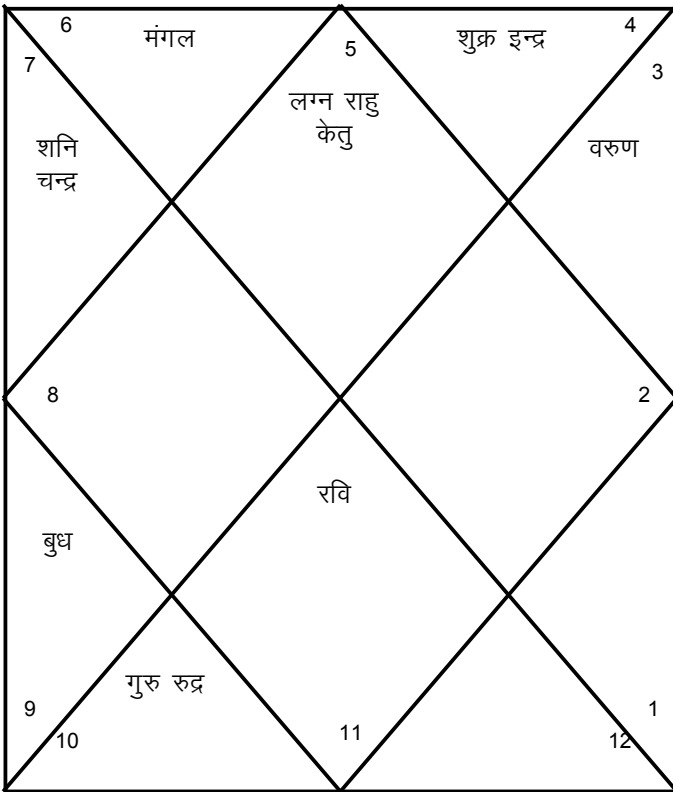 6
मंगल
5
शुक्र इन्द्र
4
7
3
लग्न राहु
केतु
शनि
चन्द्र
वरुण
8
2
रवि
बुध
गुरु रुद्र
9
10
11
12
1